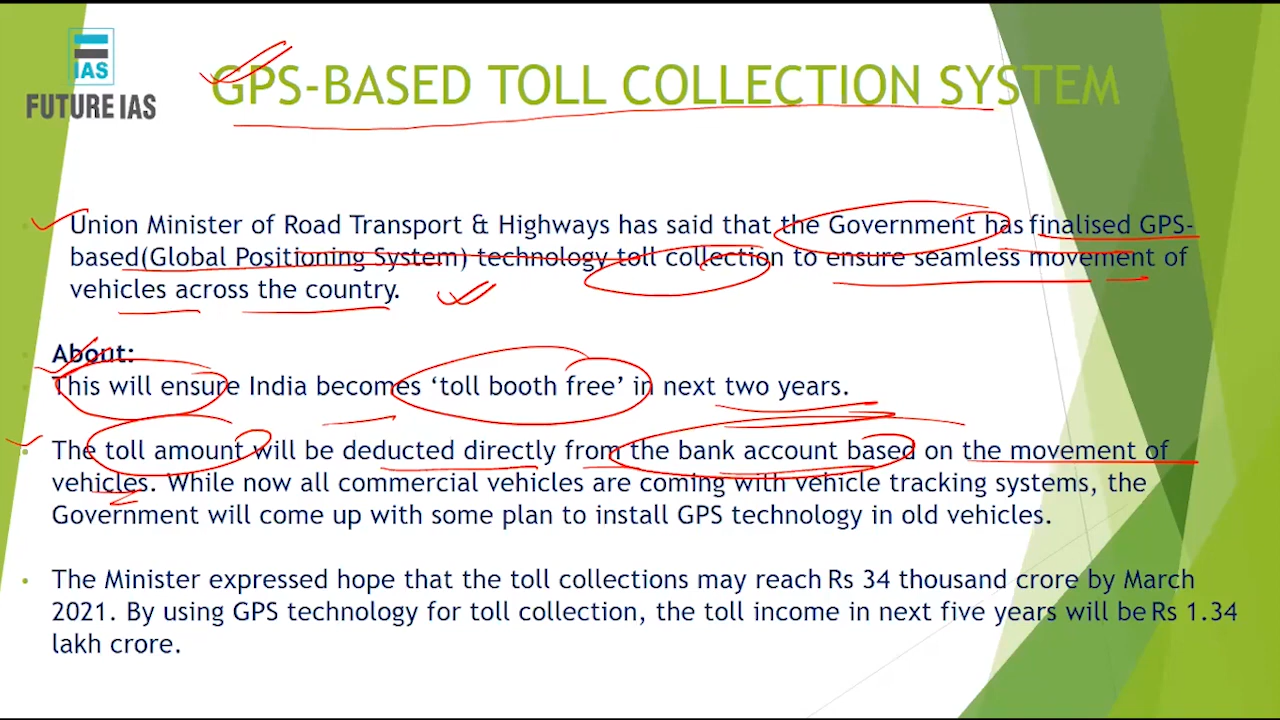 IAS
FUTURE IAS
GPS-BASED TOLL COLLECTION SYSTEM
Union Minister of Road Transport & Highways has said that the Government has finalised GPS-
based(Global Positioning System) technology toll collection to ensure seamless movement of
vehicles across the country.
About:
This will ensure India becomes ‘toll booth free’ in next two years.
The toll amount will be deducted directly from the bank account based on the movement of
vehicles. While now all commercial vehicles are coming with vehicle tracking systems, the
Government will come up with some plan to install GPS technology in old vehicles.
The Minister expressed hope that the toll collections may reach Rs 34 thousand crore by March
2021. By using GPS technology for toll collection, the toll income in next five years will be Rs 1.34
lakh crore.